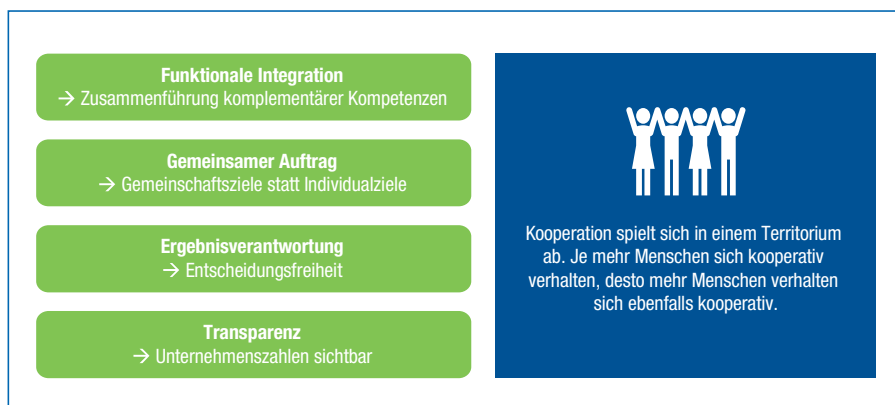 Funktionale Integration
→ Zusammenführung komplementärer Kompetenzen
Gemeinsamer Auftrag
→ Gemeinschaftsziele statt Individualziele
Ergebnisverantwortung
→ Entscheidungsfreiheit
Transparenz
→ Unternehmenszahlen sichtbar
Kooperation spielt sich in einem Territorium
ab. Je mehr Menschen sich kooperativ
verhalten, desto mehr Menschen verhalten
sich ebenfalls kooperativ.